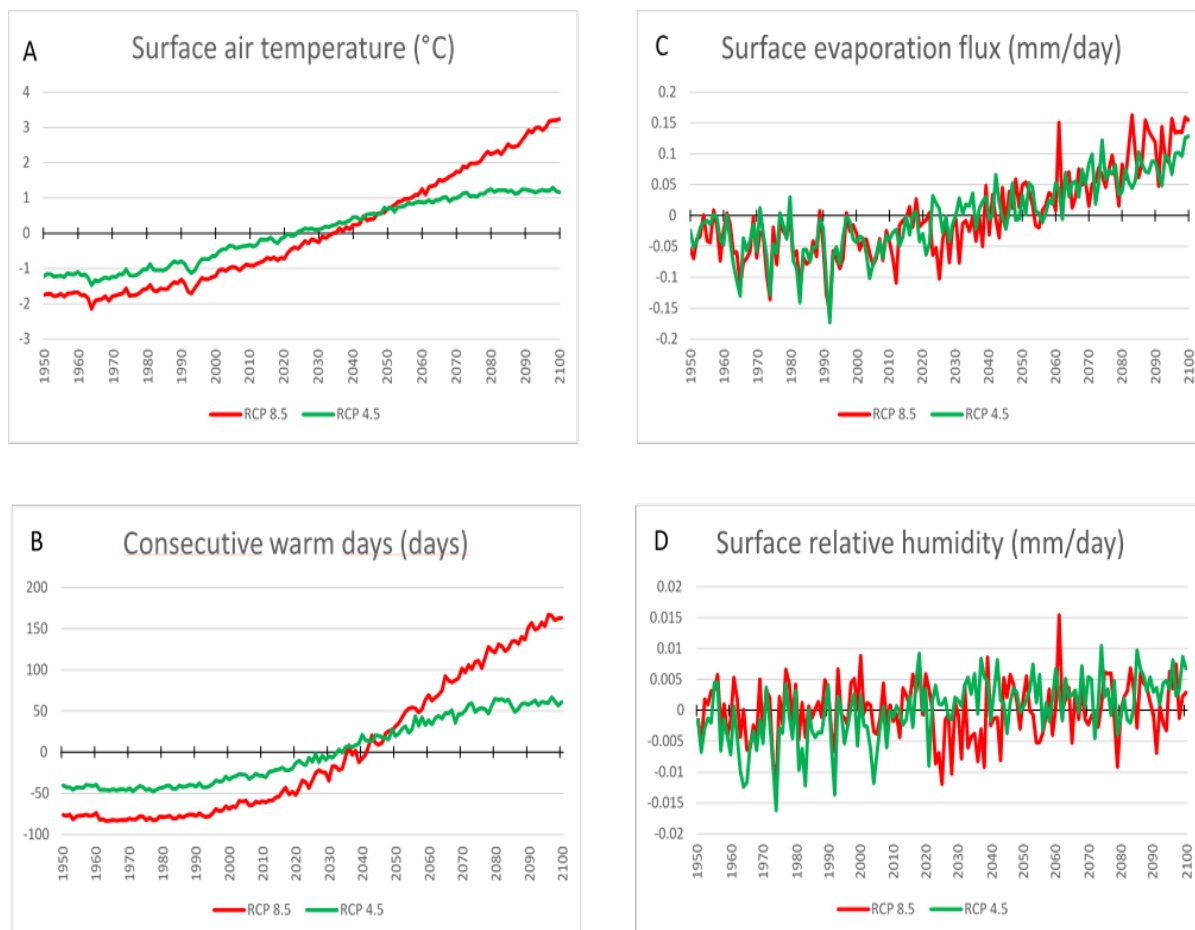 A
Surface air temperature (°C)
4
3
2
1
0
-1
-2
-3
1950 1960 1970 1980 1990 2000 2010 2020 2030 2040 2050 2060 2070 2080 2090 2100
RCP 8.5 RCP 4.5
C
Surface evaporation flux (mm/day)
0.2
0.15
0.1
0.05
0
-0.05
-0.1
-0.15
-0.2
1950 1960 1970 1980 1990 2000 2010 2020 2030 2040 2050 2060 2070 2080 2090 2100
RCP 8.5 RCP 4.5
B
Consecutive warm days (days)
200
150
100
50
0
-50
-100
1950 1960 1970 1980 1990 2000 2010 2020 2030 2040 2050 2060 2070 2080 2090 2100
RCP 8.5 RCP 4.5
D
Surface relative humidity (mm/day)
0.02
0.015
0.01
0.005
0
-0.005
-0.01
-0.015
-0.02
1950 1960 1970 1980 1990 2000 2010 2020 2030 2040 2050 2060 2070 2080 2090 2100
RCP 8.5 RCP 4.5